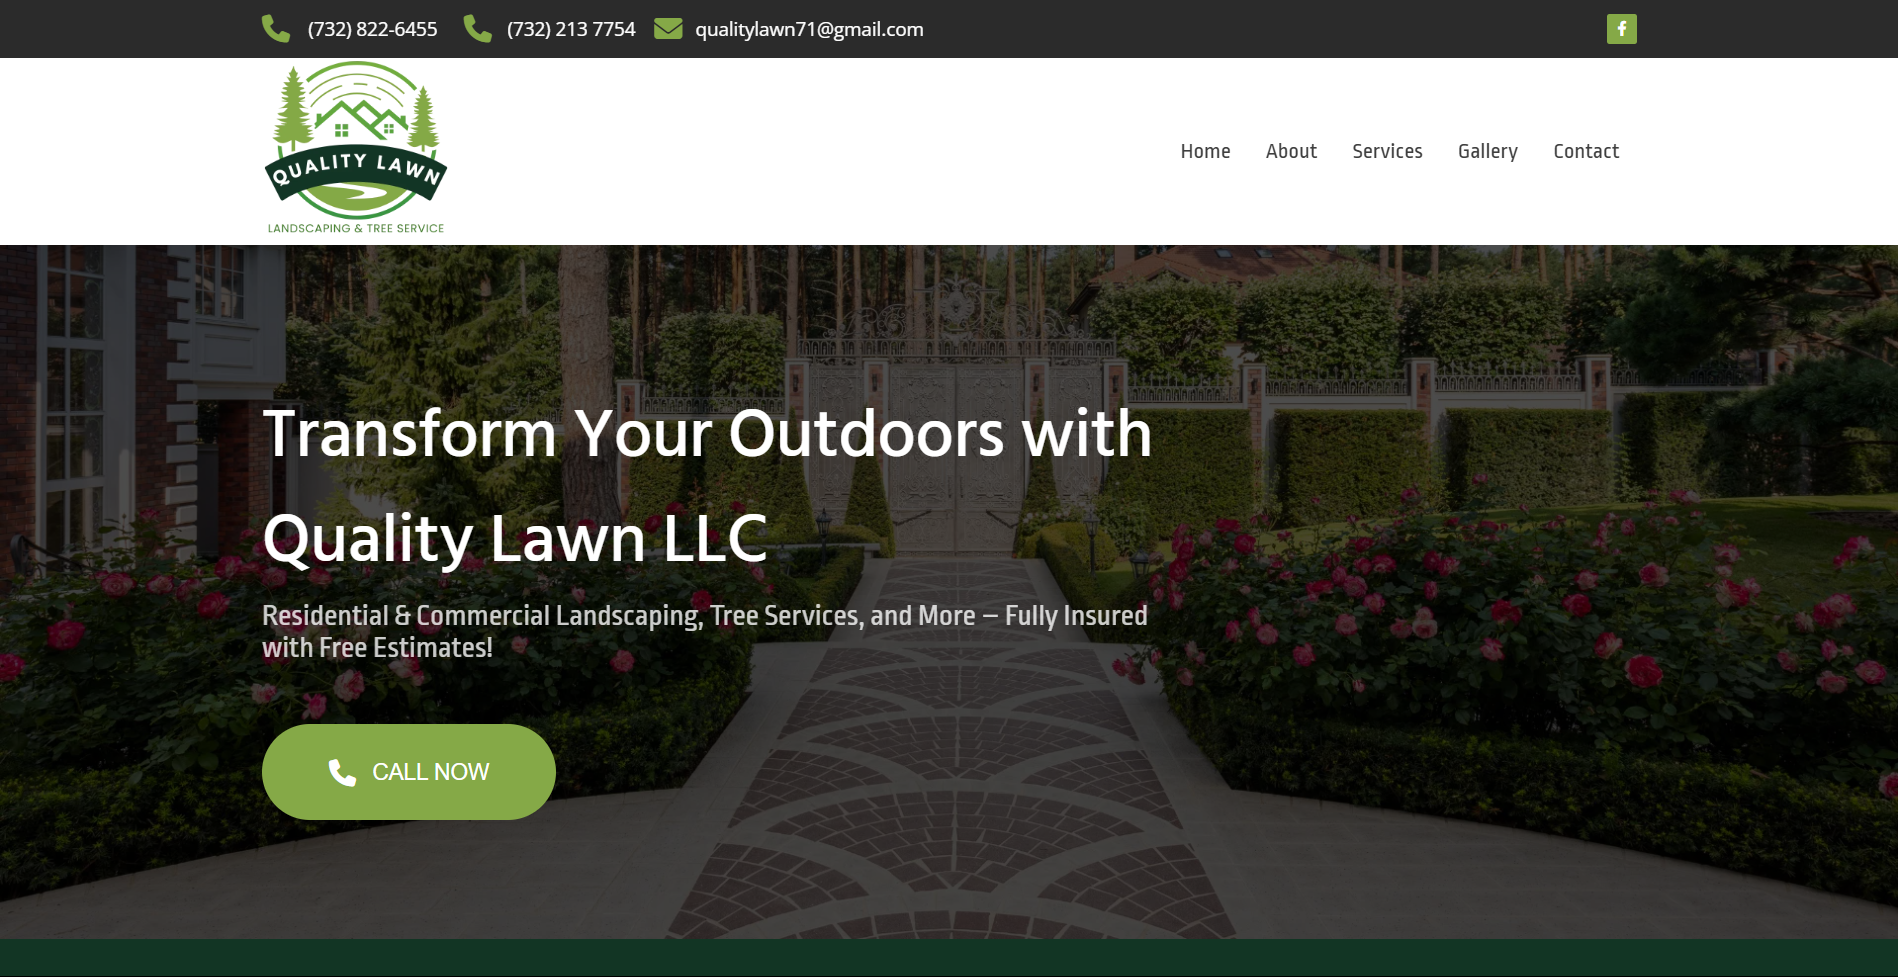 (732) 822-6455 (732) 213 7754 qualitylawn71@gmail.com
QUALITY LAWN
LANDSCAPING & TREE SERVICE
Home About Services Gallery Contact
Transform Your Outdoors with
Quality Lawn LLC
Residential & Commercial Landscaping, Tree Services, and More – Fully Insured
with Free Estimates!
CALL NOW